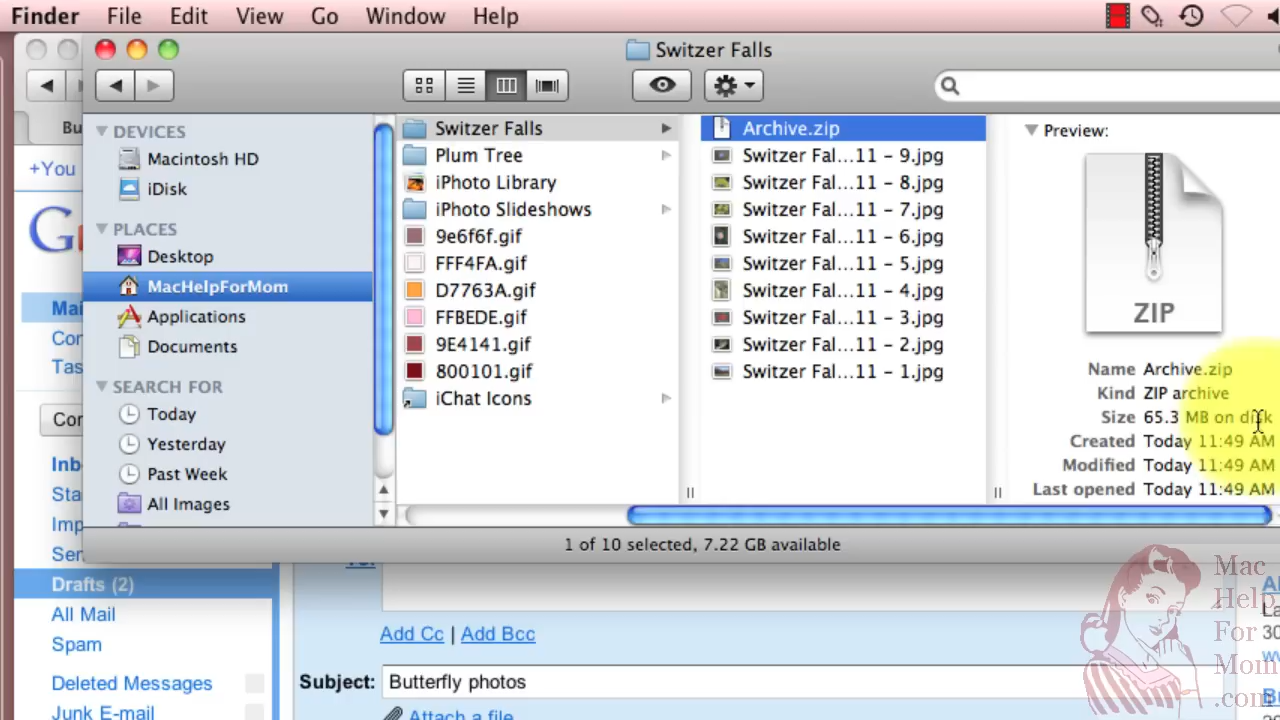 Finder File Edit View Go Window Help
Switzer Falls
Bu
+You
G
Mai
Con
Tas
Inb
Sta
Imp
Sen
DEVICES
Macintosh HD
iDisk
PLACES
Desktop
MacHelpForMom
Applications
Documents
SEARCH FOR
Today
Yesterday
Past Week
All Images
Switzer Falls
Plum Tree
iPhoto Library
iPhoto Slideshows
9e6f6f.gif
FFF4FA.gif
D7763A.gif
FFBEDE.gif
9E4141.gif
800101.gif
iChat Icons
Archive.zip
Switzer Fal...11 – 9.jpg
Switzer Fal...11 – 8.jpg
Switzer Fal...11 – 7.jpg
Switzer Fal...11 – 6.jpg
Switzer Fal...11 – 5.jpg
Switzer Fal...11 – 4.jpg
Switzer Fal...11 – 3.jpg
Switzer Fal...11 – 2.jpg
Switzer Fal...11 – 1.jpg
Preview:
ZIP
Name Archive.zip
Kind ZIP archive
Size 65.3 MB on disk
Created Today 11:49 AM
Modified Today 11:49 AM
Last opened Today 11:49 AM
1 of 10 selected, 7.22 GB available
Drafts (2)
All Mail
Spam
Deleted Messages
Junk E-mail
To:
Add Cc | Add Bcc
Subject: Butterfly photos
Attach a file
Mac
Help
For
Mom
.com